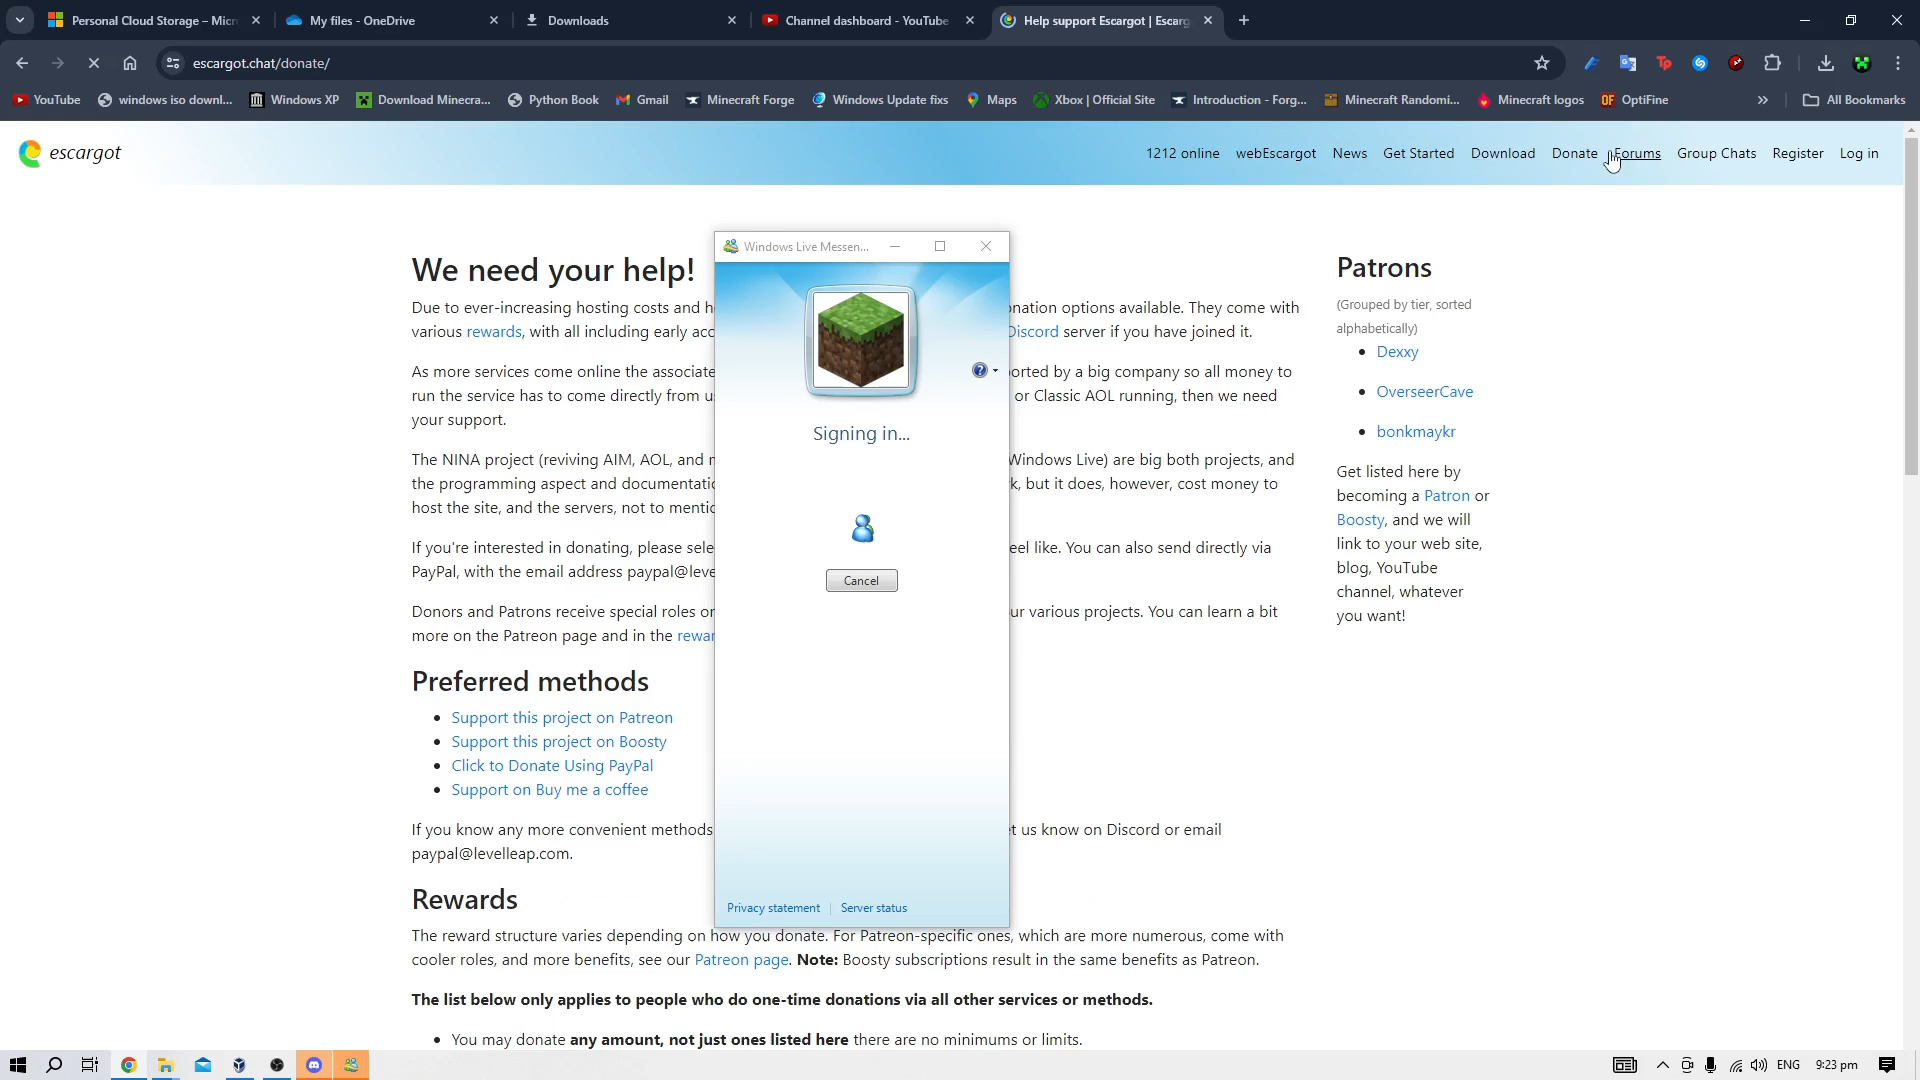 Personal Cloud Storage – Micr
My files - OneDrive
Downloads
Channel dashboard - YouTube
Help support Escargot | Escarg
escargot.chat/donate/
YouTube
windows iso downl...
Windows XP
Download Minecra...
Python Book
Gmail
Minecraft Forge
Windows Update fixs
Maps
Xbox | Official Site
Introduction - Forg...
Minecraft Randomi...
Minecraft logos
OF OptiFine
All Bookmarks
escargot
1212 online
webEscargot
News
Get Started
Download
Donate
Forums
Group Chats
Register
Log in
We need your help!
Due to ever-increasing hosting costs and
nation options available. They come with
various rewards, with all including early
Discord server if you have joined it.
As more services come online the associate
ported by a big company so all money to
run the service has to come directly from
or Classic AOL running, then we need
your support.
The NINA project (reviving AIM, AOL, and
Windows Live) are big both projects, and
the programming aspect and
k, but it does, however, cost money to
host the site, and the servers, not to
If you're interested in donating, please
eel like. You can also send directly via
PayPal, with the email address paypal@leve
Donors and Patrons receive special roles
ur various projects. You can learn a bit
more on the Patreon page and in the rewar
Windows Live Messen...
Signing in...
Cancel
Privacy statement
Server status
Preferred methods
Support this project on Patreon
Support this project on Boosty
Click to Donate Using PayPal
Support on Buy me a coffee
If you know any more convenient methods
et us know on Discord or email
paypal@levelleap.com.
Rewards
The reward structure varies depending on how you donate. For Patreon-specific ones, which are more numerous, come with
cooler roles, and more benefits, see our Patreon page. Note: Boosty subscriptions result in the same benefits as Patreon.
The list below only applies to people who do one-time donations via all other services or methods.
You may donate any amount, not just ones listed here there are no minimums or limits.
Patrons
(Grouped by tier, sorted
alphabetically)
Dexxy
OverseerCave
bonkmaykr
Get listed here by
becoming a Patron or
Boosty, and we will
link to your web site,
blog, YouTube
channel, whatever
you want!
ENG
9:23 pm